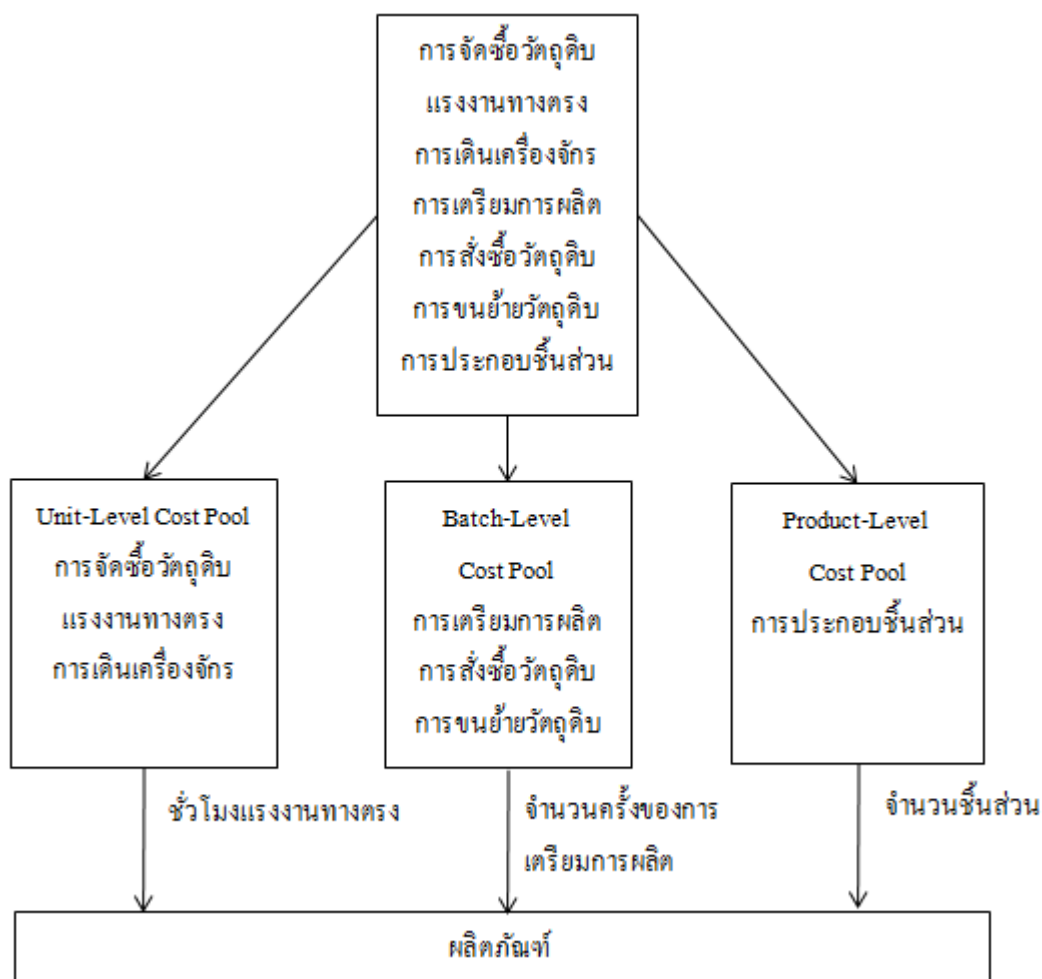 การจัดซื้อวัตถุดิบ
แรงงานทางตรง
การเดินเครื่องจักร
การเตรียมการผลิต
การสั่งซื้อวัตถุดิบ
การขนย้ายวัตถุดิบ
การประกอบชิ้นส่วน
Unit-Level Cost Pool
การจัดซื้อวัตถุดิบ
แรงงานทางตรง
การเดินเครื่องจักร
Batch-Level
Cost Pool
การเตรียมการผลิต
การสั่งซื้อวัตถุดิบ
การขนย้ายวัตถุดิบ
Product-Level
Cost Pool
การประกอบชิ้นส่วน
ชั่วโมงแรงงานทางตรง
จำนวนครั้งของการ
เตรียมการผลิต
จำนวนชิ้นส่วน
ผลิตภัณฑ์